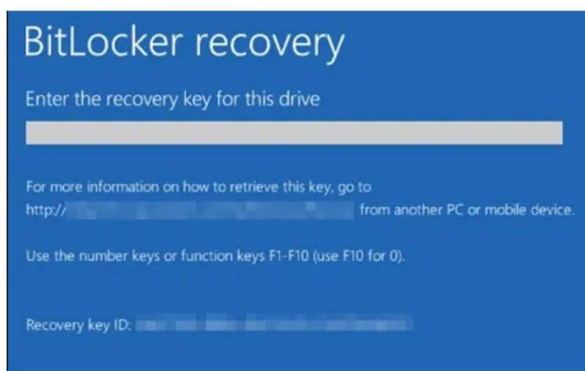 BitLocker recovery
Enter the recovery key for this drive
For more information on how to retrieve this key, go to
http:// from another PC or mobile device.
Use the number keys or function keys F1-F10 (use F10 for 0).
Recovery key ID: